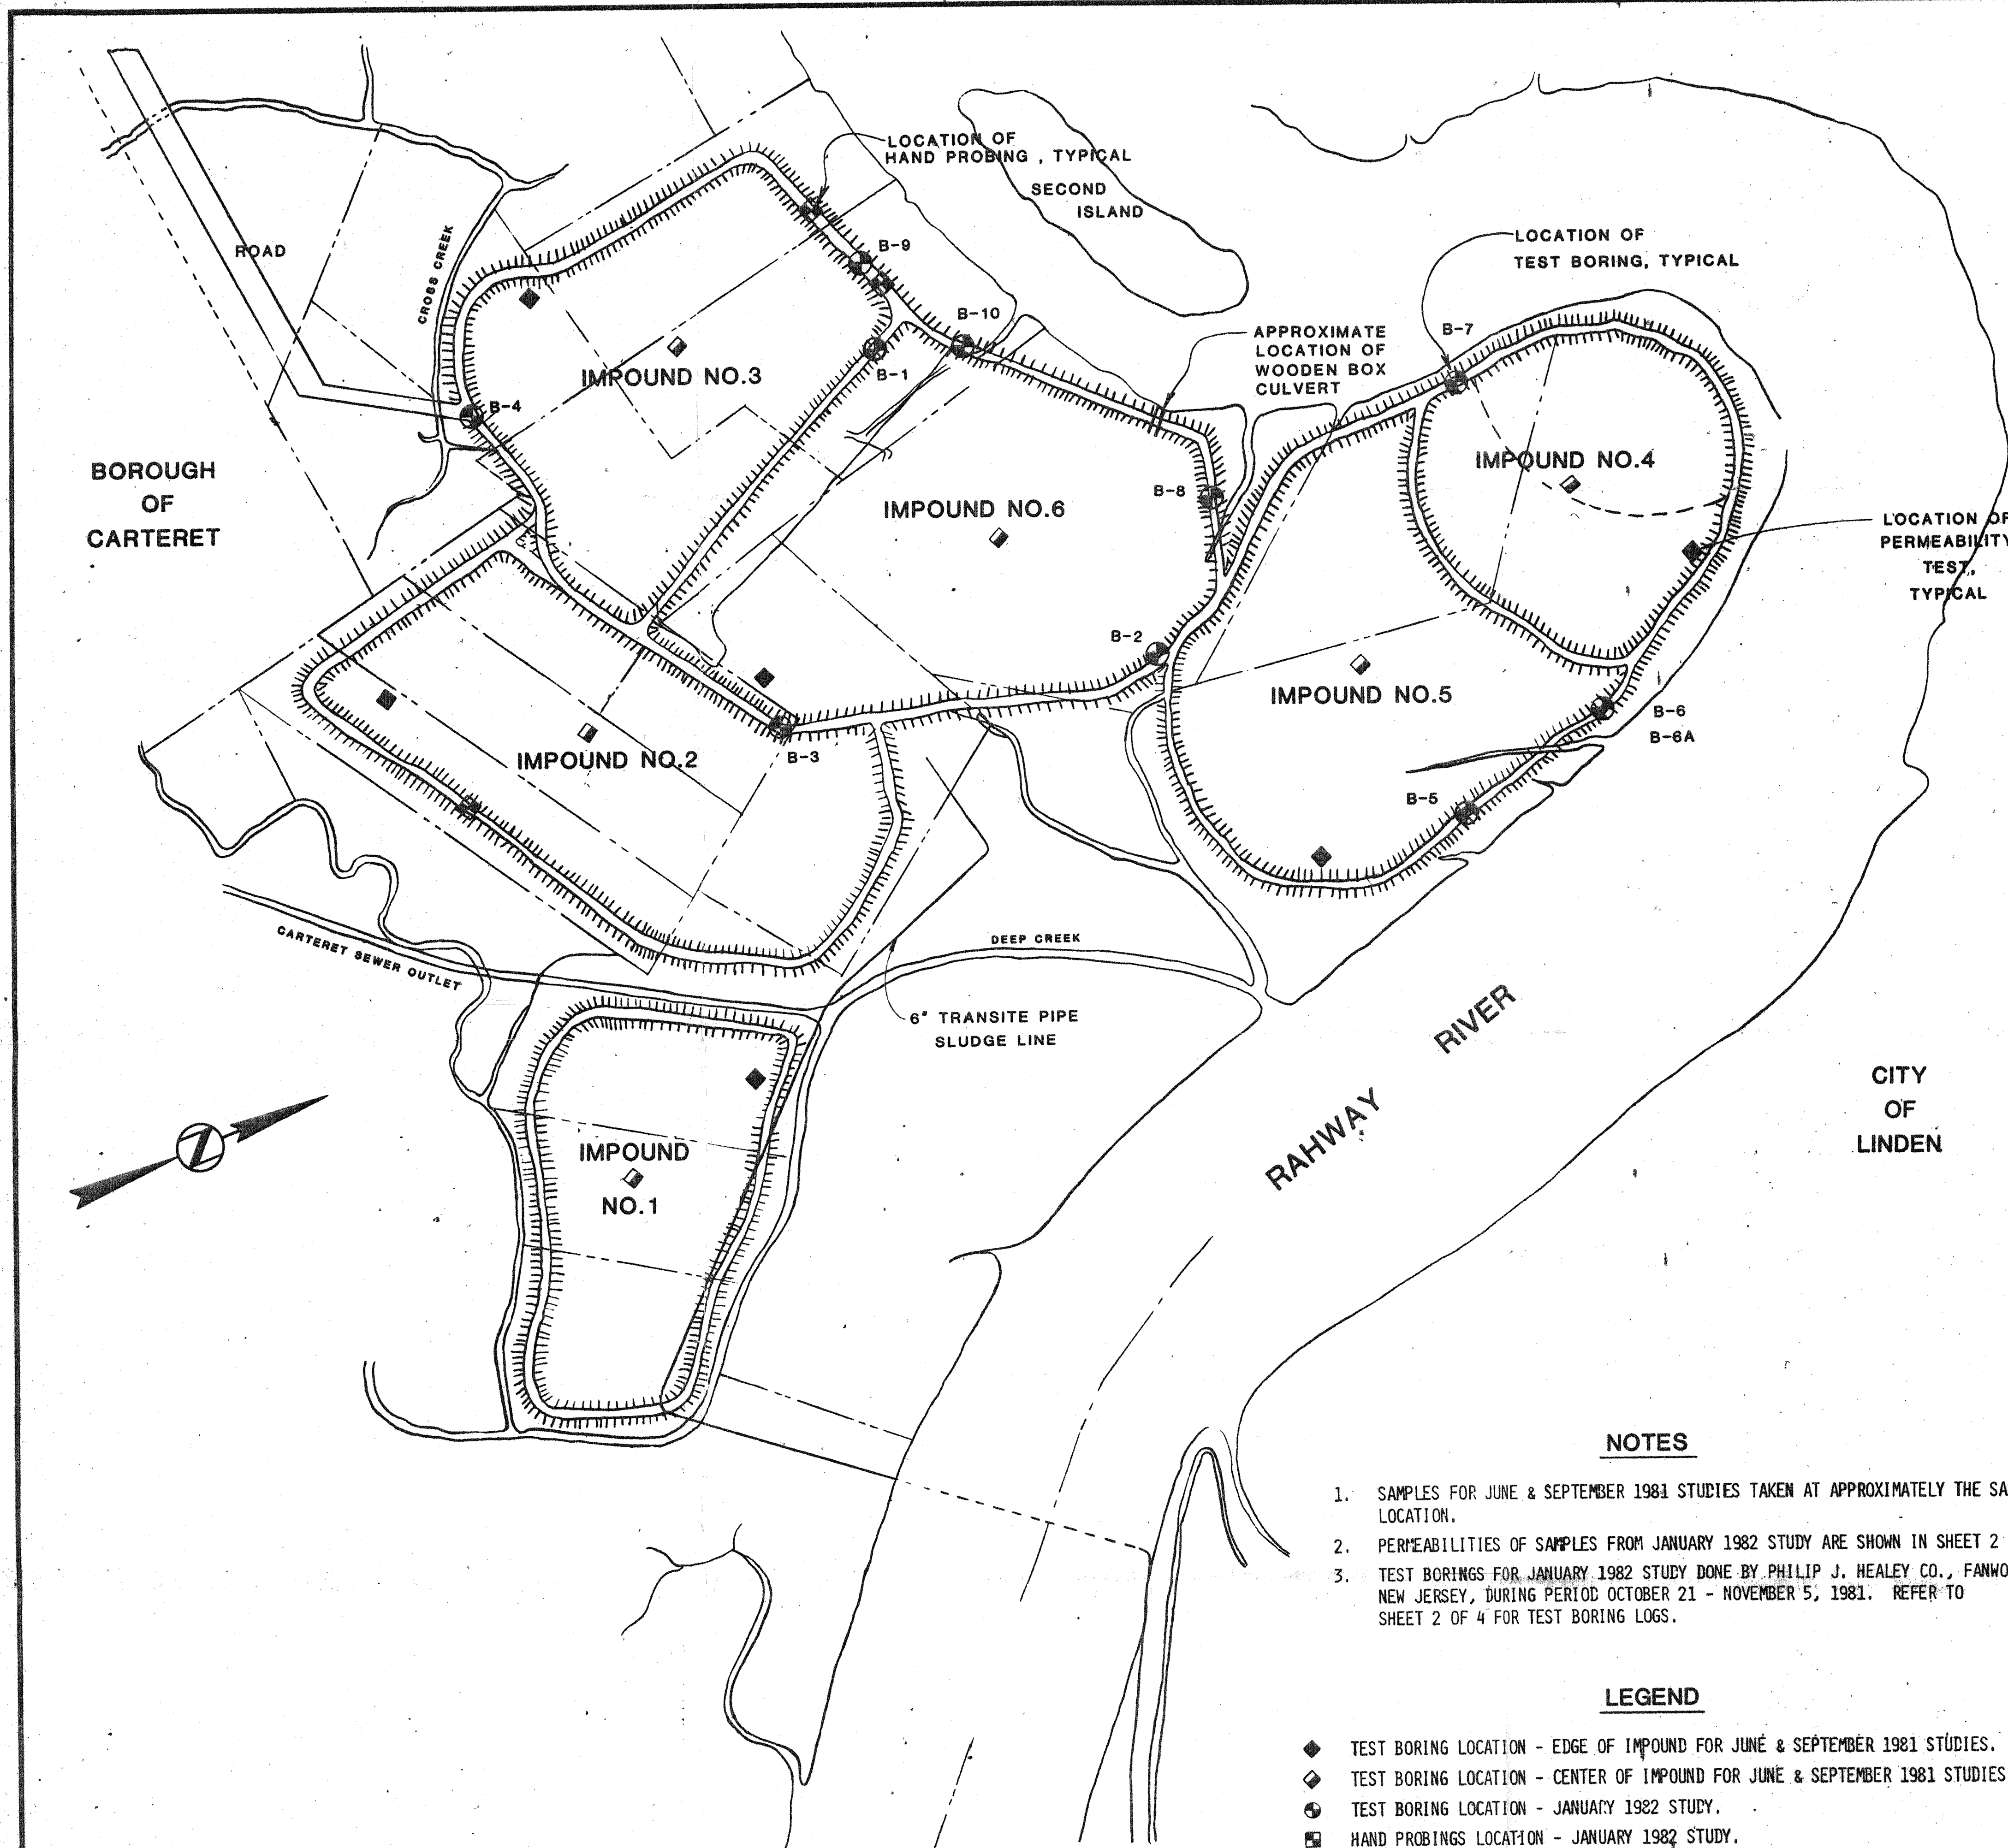 LOCATION OF
HAND PROBING , TYPICAL
SECOND
ISLAND
ROAD
CROSS CREEK
B-9
LOCATION OF
TEST BORING, TYPICAL
B-10
APPROXIMATE
LOCATION OF
WOODEN BOX
CULVERT
B-7
B-1
IMPOUND NO.3
B-4
BOROUGH
OF
CARTERET
IMPOUND NO.4
B-8
IMPOUND NO.6
LOCATION OF
PERMEABILITY
TEST,
TYPICAL
B-2
IMPOUND NO.5
B-6
B-6A
IMPOUND NO.2
B-3
B-5
CARTERET SEWER OUTLET
DEEP CREEK
6" TRANSITE PIPE
SLUDGE LINE
RAHWAY RIVER
CITY
OF
LINDEN
Z
IMPOUND
NO.1
NOTES
1. SAMPLES FOR JUNE & SEPTEMBER 1981 STUDIES TAKEN AT APPROXIMATELY THE SA
LOCATION.
2. PERMEABILITIES OF SAMPLES FROM JANUARY 1982 STUDY ARE SHOWN IN SHEET 2
3. TEST BORINGS FOR JANUARY 1982 STUDY DONE BY PHILIP J. HEALEY CO., FANWO
NEW JERSEY, DURING PERIOD OCTOBER 21 - NOVEMBER 5, 1981. REFER TO
SHEET 2 OF 4 FOR TEST BORING LOGS.
LEGEND
TEST BORING LOCATION - EDGE OF IMPOUND FOR JUNE & SEPTEMBER 1981 STUDIES.
TEST BORING LOCATION - CENTER OF IMPOUND FOR JUNE & SEPTEMBER 1981 STUDIES
TEST BORING LOCATION - JANUARY 1982 STUDY.
HAND PROBINGS LOCATION - JANUARY 1982 STUDY.